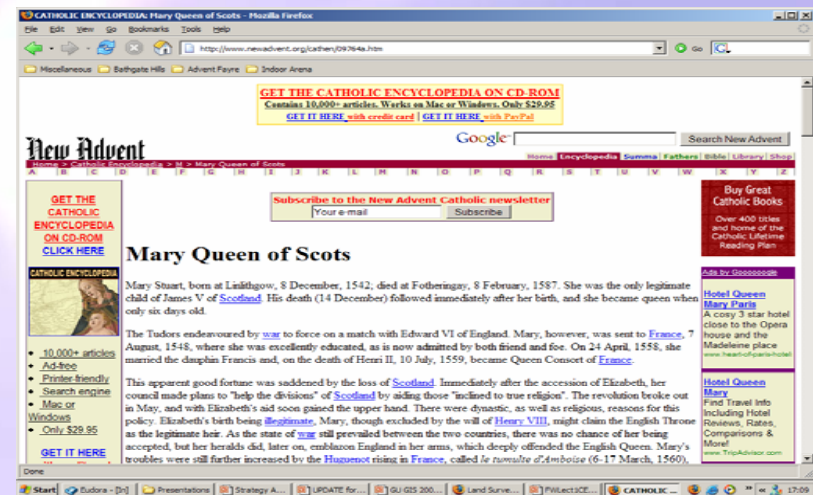 CATHOLIC ENCYCLOPEDIA: Mary Queen of Scots - Mozilla Firefox
File Edit View Go Bookmarks Tools Help
http://www.newadvent.org/cathen/09764a.htm
Go
Miscellaneous Bathgate Hills Advent Fayre Indoor Arena
GET THE CATHOLIC ENCYCLOPEDIA ON CD-ROM
Contains 10,000+ articles. Works on Mac or Windows. Only $29.95
GET IT HERE with credit card | GET IT HERE with PayPal
New Advent
Google
Search New Advent
Home Encyclopedia Summa Fathers Bible Library Shop
Home > Catholic Encyclopedia > M > Mary Queen of Scots
A B C D E F G H I J K L M N O P Q R S T U V W X Y Z
GET THE
CATHOLIC
ENCYCLOPEDIA
ON CD-ROM
CLICK HERE
CATHOLIC ENCYCLOPEDIA
10,000+ articles
Ad-free
Printer-friendly
Search engine
Mac or
Windows
Only $29.95
GET IT HERE
Subscribe to the New Advent Catholic newsletter
Your e-mail
Subscribe
Mary Queen of Scots
Mary Stuart, born at Linlithgow, 8 December, 1542; died at Fotheringay, 8 February, 1587. She was the only legitimate
child of James V of Scotland. His death (14 December) followed immediately after her birth, and she became queen when
only six days old.
The Tudors endeavoured by war to force on a match with Edward VI of England. Mary, however, was sent to France, 7
August, 1548, where she was excellently educated, as is now admitted by both friend and foe. On 24 April, 1558, she
married the dauphin Francis and, on the death of Henri II, 10 July, 1559, became Queen Consort of France.
This apparent good fortune was saddened by the loss of Scotland. Immediately after the accession of Elizabeth, her
council made plans to "help the divisions" of Scotland by aiding those "inclined to true religion". The revolution broke out
in May, and with Elizabeth's aid soon gained the upper hand. There were dynastic, as well as religious, reasons for this
policy. Elizabeth's birth being illegitimate, Mary, though excluded by the will of Henry VIII, might claim the English Throne
as the legitimate heir. As the state of war still prevailed between the two countries, there was no chance of her being
accepted, but her heralds did, later on, emblazon England in her arms, which deeply offended the English Queen. Mary's
troubles were still further increased by the Huguenot rising in France, called le tumulte d'Amboise (6-17 March, 1560),
Buy Great
Catholic Books
Over 400 titles
and home of the
Catholic Lifetime
Reading Plan
Ads by Goooooogle
Hotel Queen
Mary Paris
A cosy 3 star hotel
close to the Opera
house and the
Madeleine place
www.heart-of-paris-hotel
Hotel Queen
Mary
Find Travel Info
Including Hotel
Reviews, Rates,
Comparisons &
More!
www.TripAdvisor.com
Done
Start Eudora - [In] Presentations Strategy A... UPDATE for... GU GIS 200... Land Surve... CATHOLIC ... 17:09